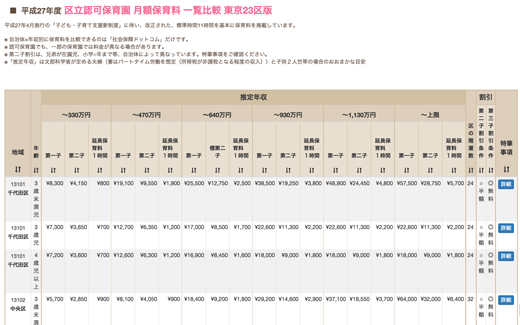 ■ 平成27年度 区立認可保育園 月額保育料 一覧比較 東京23区版
平成27年4月施行の「子ども・子育て支援新制度」に伴い、改正された、標準時間11時間を基本に保育料を掲載しています。
※ 自治体≡年収別に保育料を比較できるのは「社会保障ドットコム」だけです。
※ 認可保育園でも、一部の保育園では料金が異なる場合があります。
※ 第二子割引は、兄弟が在園児、小学○年まで等、自治体によって異なっています。特筆事項をご確認ください。
※ 「推定年収」は文部科学省が定める夫婦（妻はパートタイム労働を想定（所得税が非課税となる程度の収入））と子供２人世帯の場合のおおまかな目安
推定年収 割引
〜330万円 〜470万円 〜640万円 〜930万円 〜1,130万円 〜上限
地域 年齢 第一子 第二子 延長保育料1時間 第一子 第二子 延長保育料1時間 第一子 標第二子 延長保育料1時間 第一子 第二子 延長保育料1時間 第一子 第二子 延長保育料1時間 第一子 第二子 延長保育料1時間 区の階層数 第二子割引条件 第三子割引条件 特筆事項
13101 千代田区 3歳未満児 ¥8,300 ¥4,150 ¥800 ¥19,100 ¥9,550 ¥1,900 ¥25,500 ¥12,750 ¥2,500 ¥38,500 ¥19,250 ¥3,800 ¥48,900 ¥24,450 ¥4,800 ¥57,500 ¥28,750 ¥5,700 24 ○半額 ◎無料 詳細
13101 千代田区 3歳児 ¥7,300 ¥3,650 ¥700 ¥12,700 ¥6,350 ¥1,200 ¥17,000 ¥8,500 ¥1,700 ¥22,600 ¥11,300 ¥2,200 ¥22,600 ¥11,300 ¥2,200 ¥22,600 ¥11,300 ¥2,200 24 ○半額 ◎無料 詳細
13101 千代田区 4歳児以上 ¥7,200 ¥3,600 ¥700 ¥12,600 ¥6,300 ¥1,200 ¥16,900 ¥8,450 ¥1,600 ¥18,000 ¥9,000 ¥1,800 ¥18,000 ¥9,000 ¥1,800 ¥18,000 ¥9,000 ¥1,800 24 ○半額 ◎無料 詳細
13102 中央区 3歳未満 ¥5,700 ¥2,850 ¥900 ¥8,100 ¥4,050 ¥900 ¥18,400 ¥9,200 ¥1,800 ¥29,200 ¥14,600 ¥2,900 ¥37,100 ¥18,550 ¥3,700 ¥64,000 ¥32,000 ¥6,400 32 ○半額 ◎無料 詳細